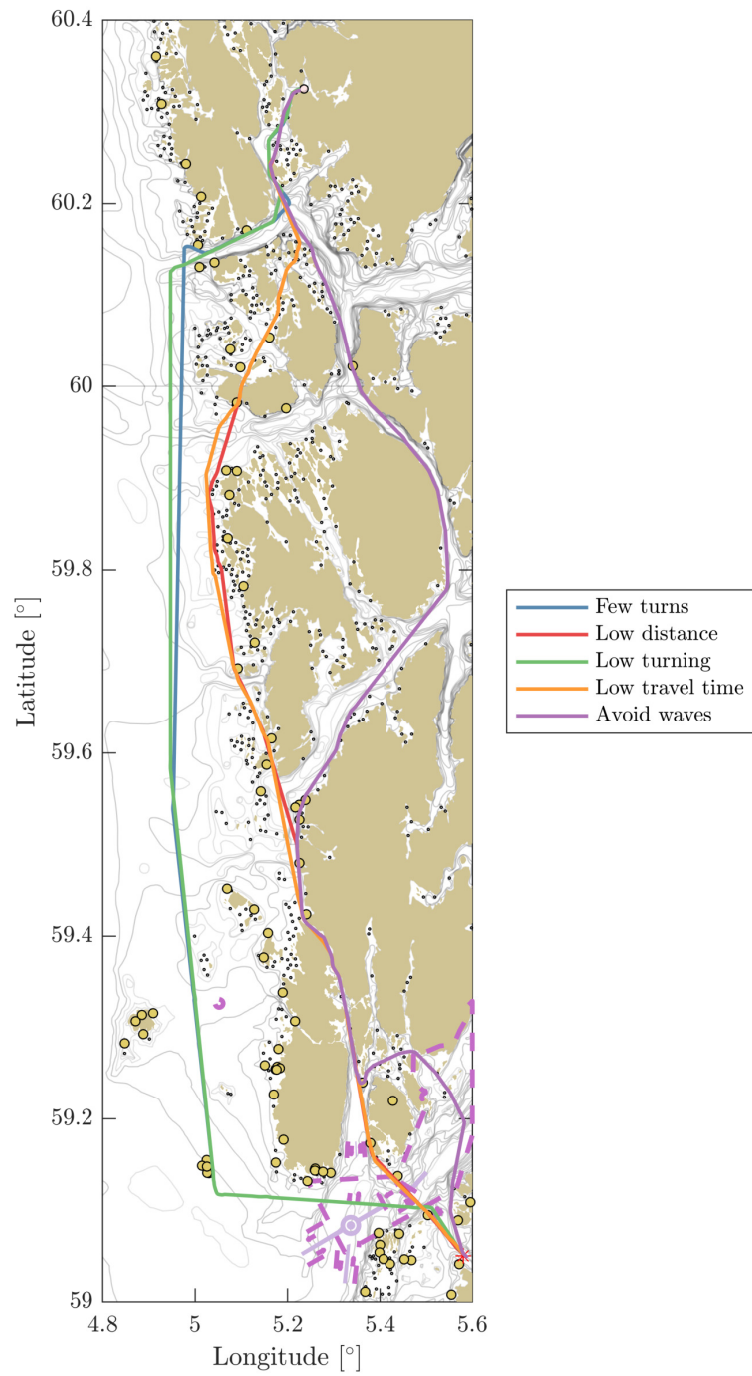 60.4
60.2
60
59.8
59.6
59.4
59.2
59
4.8 5 5.2 5.4 5.6
Latitude [°]
Longitude [°]
Few turns
Low distance
Low turning
Low travel time
Avoid waves